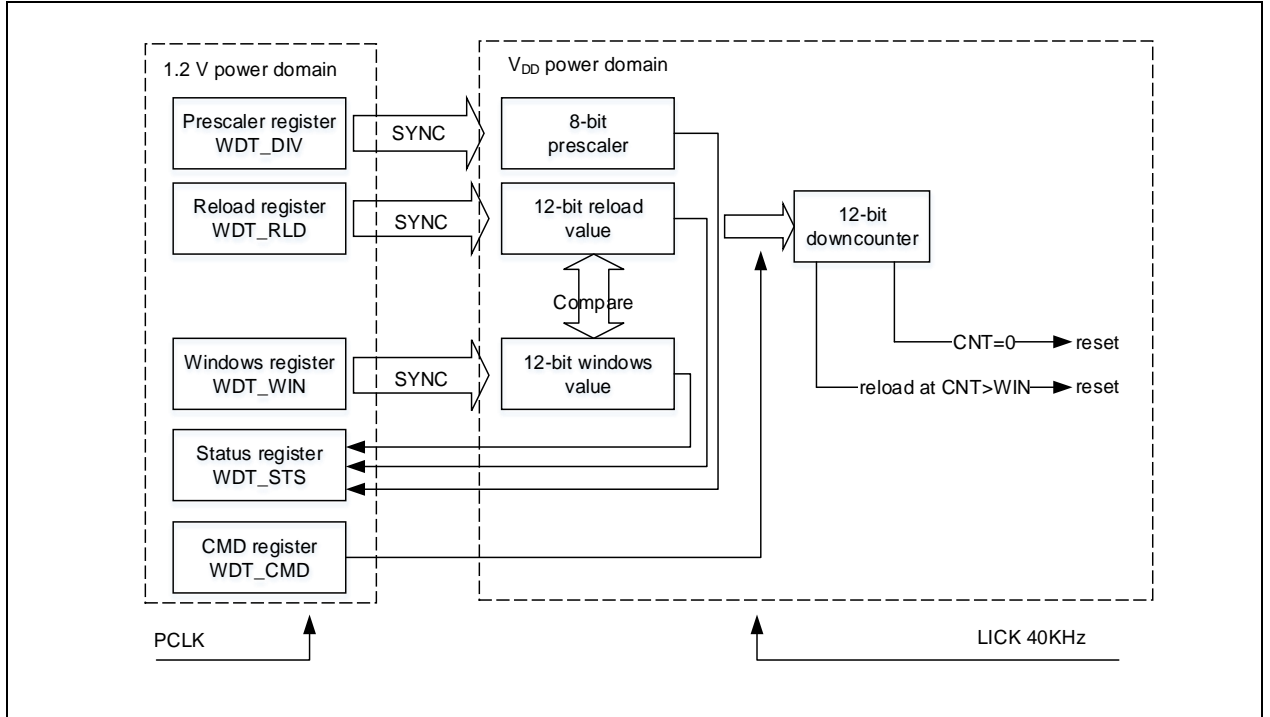 1.2 V power domain
V_DD power domain
Prescaler register
WDT_DIV
SYNC
8-bit
prescaler
Reload register
WDT_RLD
SYNC
12-bit reload
value
12-bit
downcounter
Compare
Windows register
WDT_WIN
SYNC
12-bit windows
value
CNT=0
reset
reload at CNT>WIN
reset
Status register
WDT_STS
CMD register
WDT_CMD
PCLK
LICK 40KHz